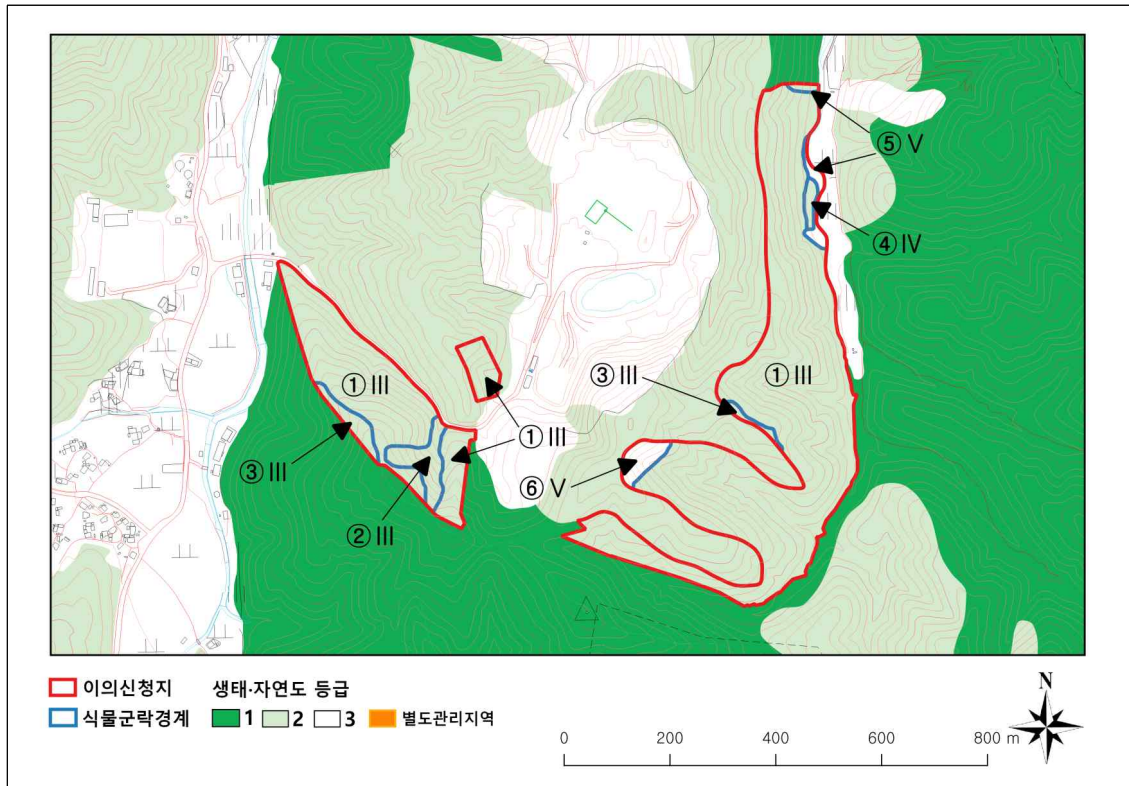 ⑤ V
④ IV
③ III
① III
① III
① III
③ III
⑥ V
② III
이의신청지
식물군락경계
생태·자연도 등급
1 2 3 별도관리지역
N
0 200 400 600 800 m